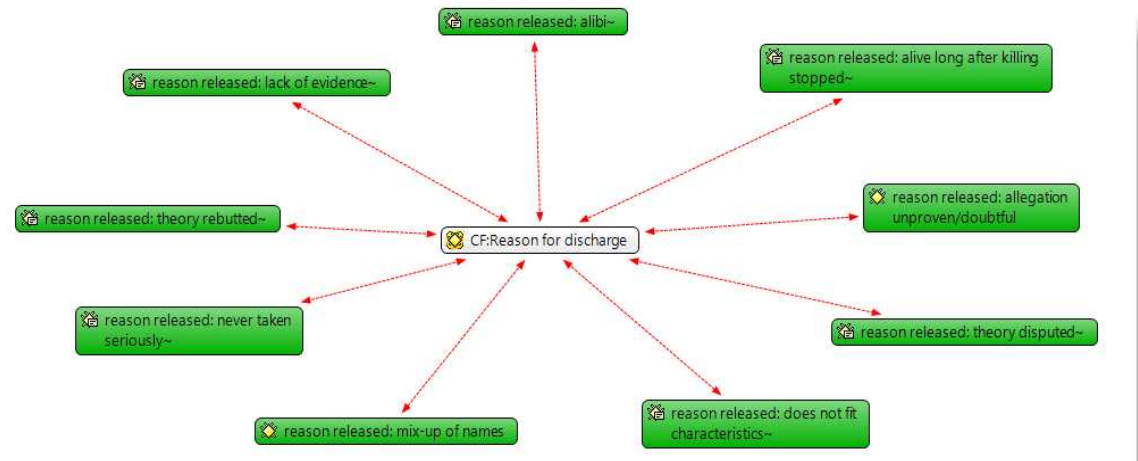 reason released: alibi~
reason released: alive long after killing
stopped~
reason released: lack of evidence~
reason released: allegation
unproven/doubtful
reason released: theory rebutted~
CF:Reason for discharge
reason released: never taken
seriously~
reason released: theory disputed~
reason released: does not fit
characteristics~
reason released: mix-up of names